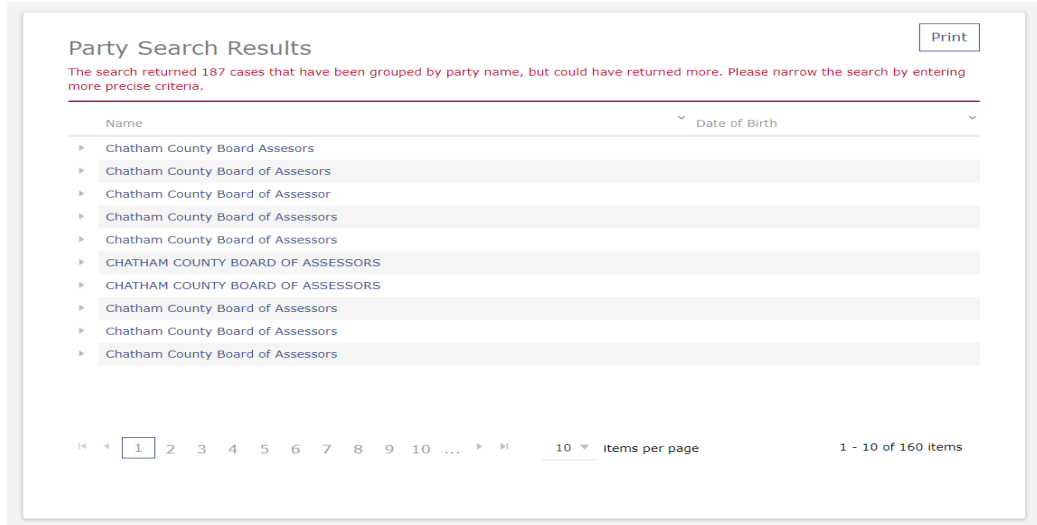 Print
Party Search Results
The search returned 187 cases that have been grouped by party name, but could have returned more. Please narrow the search by entering
more precise criteria.
Name Date of Birth
Chatham County Board Assesors
Chatham County Board of Assesors
Chatham County Board of Assessor
Chatham County Board of Assessors
Chatham County Board of Assessors
CHATHAM COUNTY BOARD OF ASSESSORS
CHATHAM COUNTY BOARD OF ASSESSORS
Chatham County Board of Assessors
Chatham County Board of Assessors
Chatham County Board of Assessors
1 2 3 4 5 6 7 8 9 10 ... 10 items per page 1 - 10 of 160 items